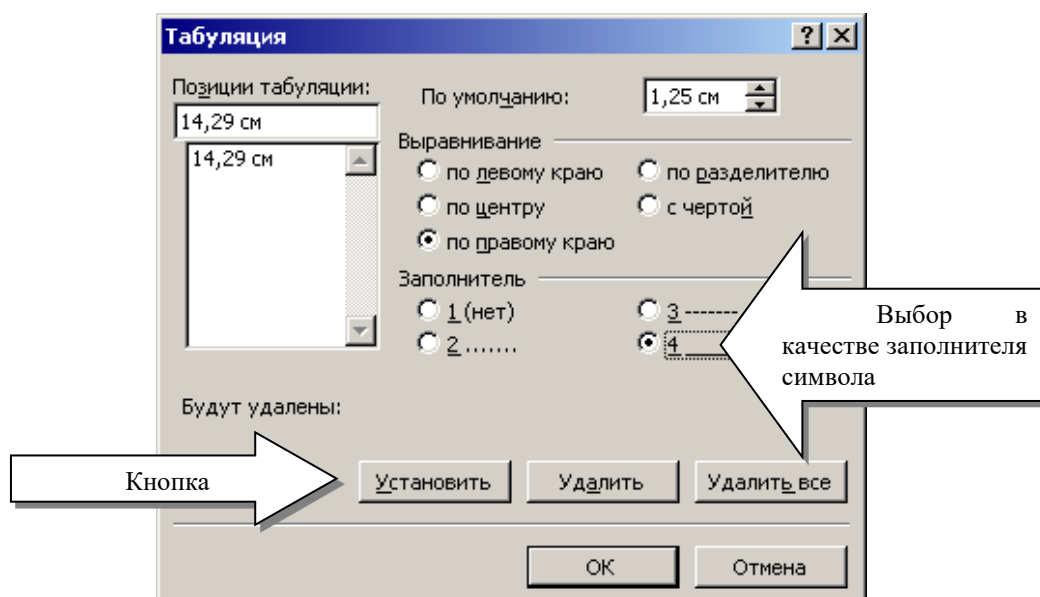 Табуляция
Позиции табуляции:
14,29 см
14,29 см
По умолчанию:
1,25 см
Выравнивание
по левому краю
по разделителю
по центру
с чертой
по правому краю
Заполнитель
1 (нет)
3 -------
2 .......
4 ___
Выбор в
качестве заполнителя
символа
Будут удалены:
Кнопка
Установить
Удалить
Удалить все
ОК
Отмена